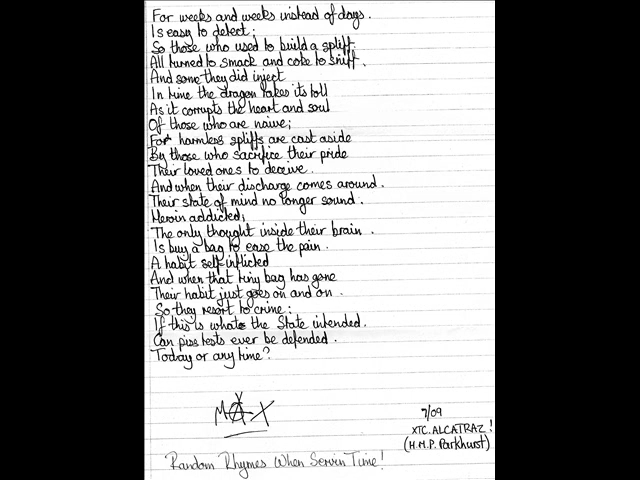 For weeks and weeks instead of days.
Is easy to detect;
So those who used to build a spliff.
All turned to smack and coke to sniff.
And some they did inject
In time the dragon takes its toll
As it corrupts the heart and soul
Of those who are naive;
For harmless spliffs are cast aside
By those who sacrifice their pride
Their loved ones to deceive.
And when their discharge comes around.
Their state of mind no longer sound.
Heroin addicted;
The only thought inside their brain.
Is buy a bag to ease the pain.
A habit self-inflicted
And when that tiny bag has gone
Their habit just goes on and on.
So they resort to crime:
If this is what the State intended.
Can piss tests ever be defended.
Today or any time?
MAX
7/09
XTC. ALCATRAZ!
(H.M.P. Parkhurst)
Random Rhymes When Servin Time!